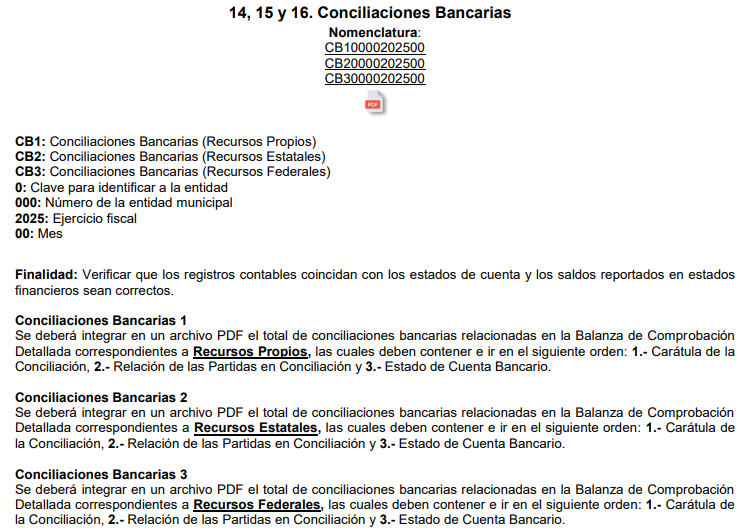 14, 15 y 16. Conciliaciones Bancarias
Nomenclatura:
CB10000202500
CB20000202500
CB30000202500
PDF
CB1: Conciliaciones Bancarias (Recursos Propios)
CB2: Conciliaciones Bancarias (Recursos Estatales)
CB3: Conciliaciones Bancarias (Recursos Federales)
0: Clave para identificar a la entidad
000: Número de la entidad municipal
2025: Ejercicio fiscal
00: Mes
Finalidad: Verificar que los registros contables coincidan con los estados de cuenta y los saldos reportados en estados
financieros sean correctos.
Conciliaciones Bancarias 1
Se deberá integrar en un archivo PDF el total de conciliaciones bancarias relacionadas en la Balanza de Comprobación
Detallada correspondientes a Recursos Propios, las cuales deben contener e ir en el siguiente orden: 1.- Carátula de la
Conciliación, 2.- Relación de las Partidas en Conciliación y 3.- Estado de Cuenta Bancario.
Conciliaciones Bancarias 2
Se deberá integrar en un archivo PDF el total de conciliaciones bancarias relacionadas en la Balanza de Comprobación
Detallada correspondientes a Recursos Estatales, las cuales deben contener e ir en el siguiente orden: 1.- Carátula de
la Conciliación, 2.- Relación de las Partidas en Conciliación y 3.- Estado de Cuenta Bancario.
Conciliaciones Bancarias 3
Se deberá integrar en un archivo PDF el total de conciliaciones bancarias relacionadas en la Balanza de Comprobación
Detallada correspondientes a Recursos Federales, las cuales deben contener e ir en el siguiente orden: 1.- Carátula de
la Conciliación, 2.- Relación de las Partidas en Conciliación y 3.- Estado de Cuenta Bancario.